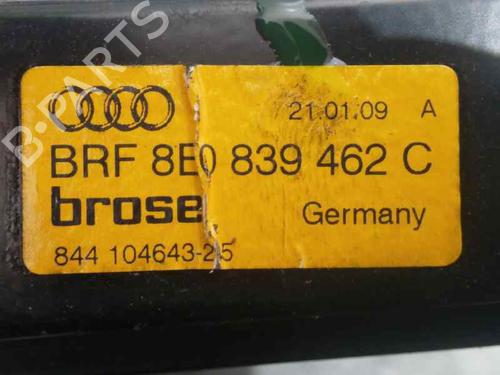 21.01.09 A
BRF 8E0 839 462 C
brose Germany
844 104643-25
B-PARTS